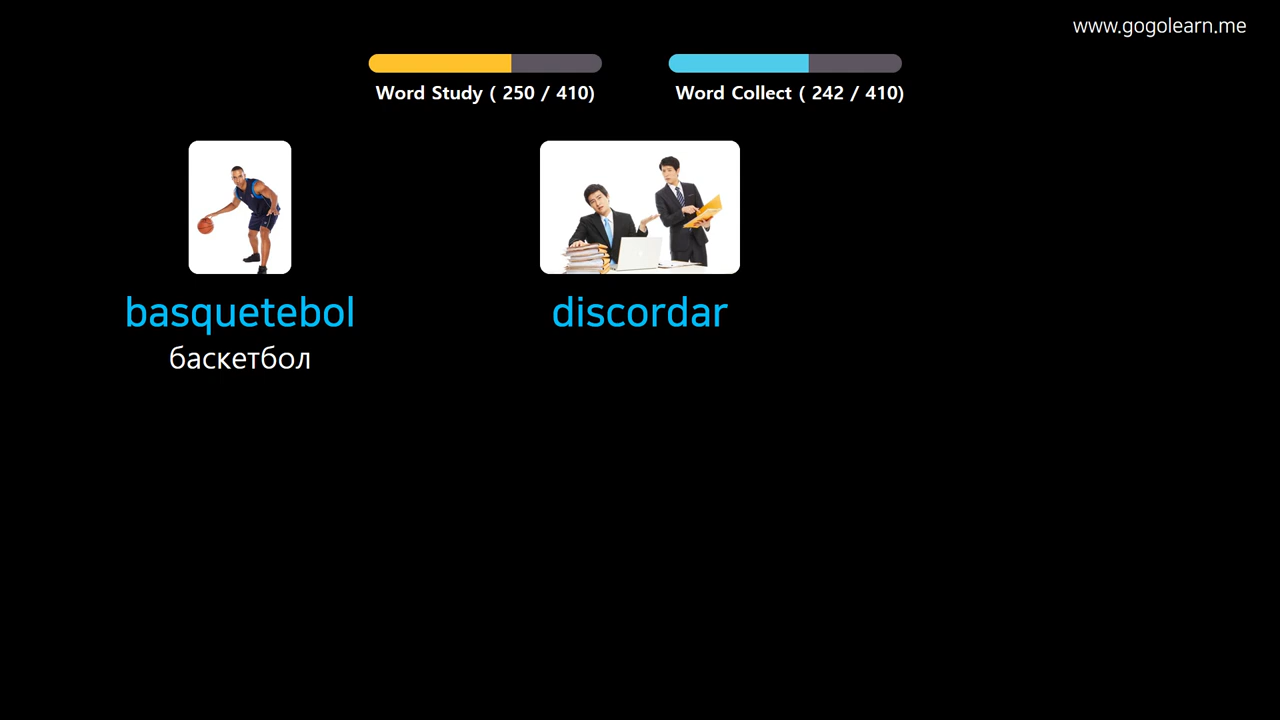 www.gogolearn.me
Word Study ( 250 / 410)
Word Collect ( 242 / 410)
basquetebol
баскетбол
discordar